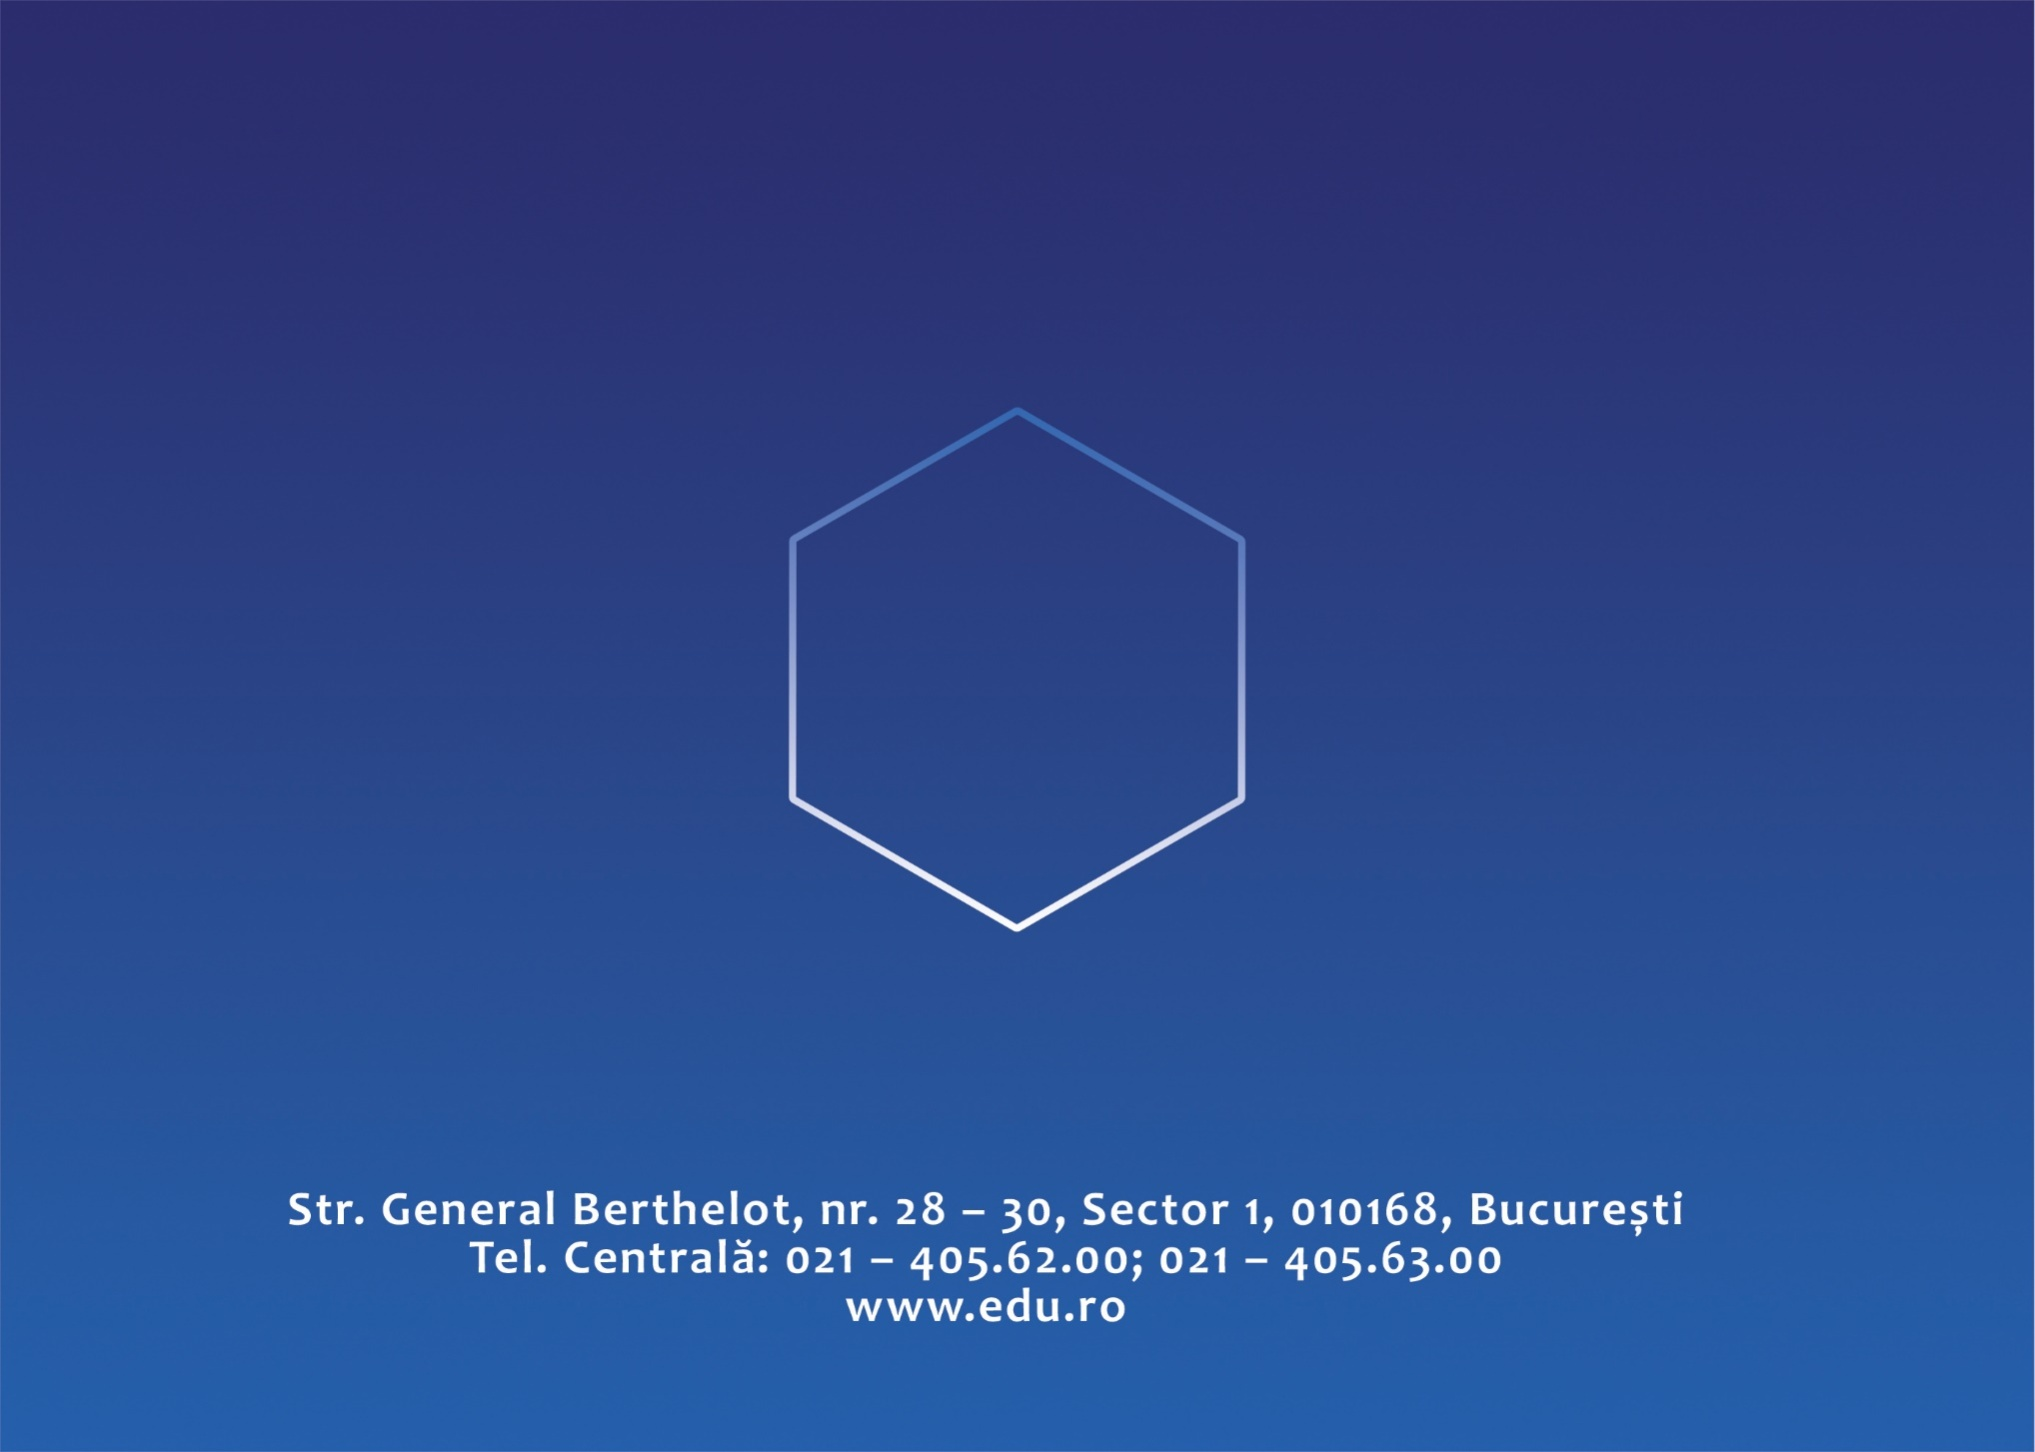 Str. General Berthelot, nr. 28 – 30, Sector 1, 010168, București
Tel. Centrală: 021 – 405.62.00; 021 – 405.63.00
www.edu.ro